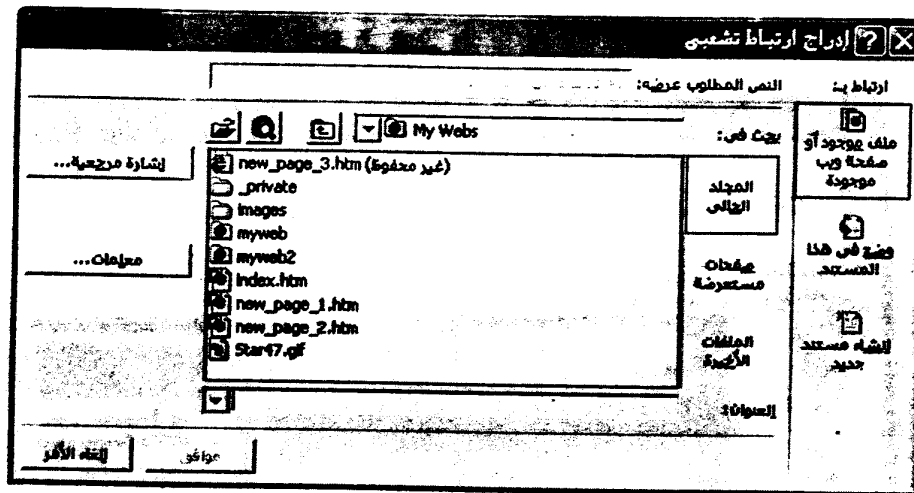 إدراج ارتباط تشعبي
ارتباط بـ:
النص المطلوب عرضه:
ملف موجود أو
صفحة ويب
موجودة
وضع في هذا
المستند
إنشاء مستند
جديد
بحث في:
My Webs
المجلد
الحالي
صفحات
مستعرضة
الملفات
الأخيرة
new_page_3.htm (غير محفوظ)
_private
images
myweb
myweb2
index.htm
new_page_1.htm
new_page_2.htm
Star47.gif
إشارة مرجعية...
معلمات...
العنوان:
موافق
إلغاء الأمر